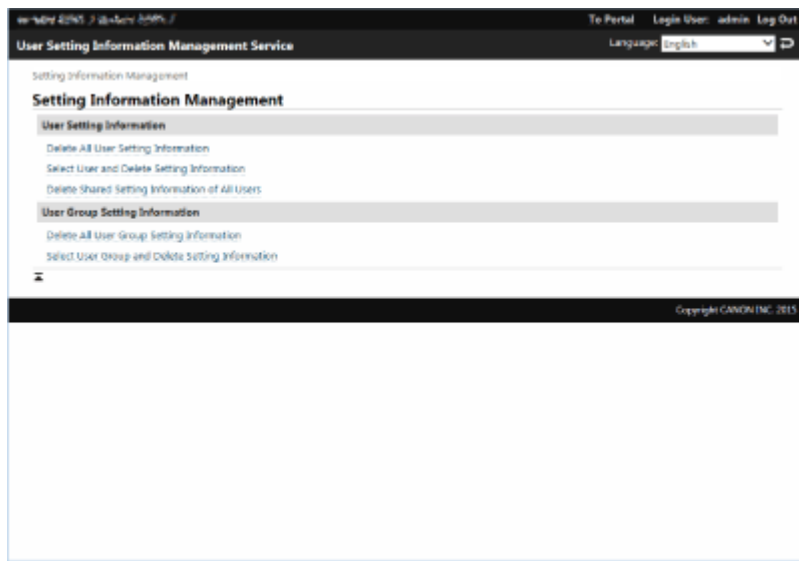 To Portal Login User: admin Log Out
User Setting Information Management Service Language: English
Setting Information Management
Setting Information Management
User Setting Information
Delete All User Setting Information
Select User and Delete Setting Information
Delete Shared Setting Information of All Users
User Group Setting Information
Delete All User Group Setting Information
Select User Group and Delete Setting Information
Copyright CANON INC. 2015